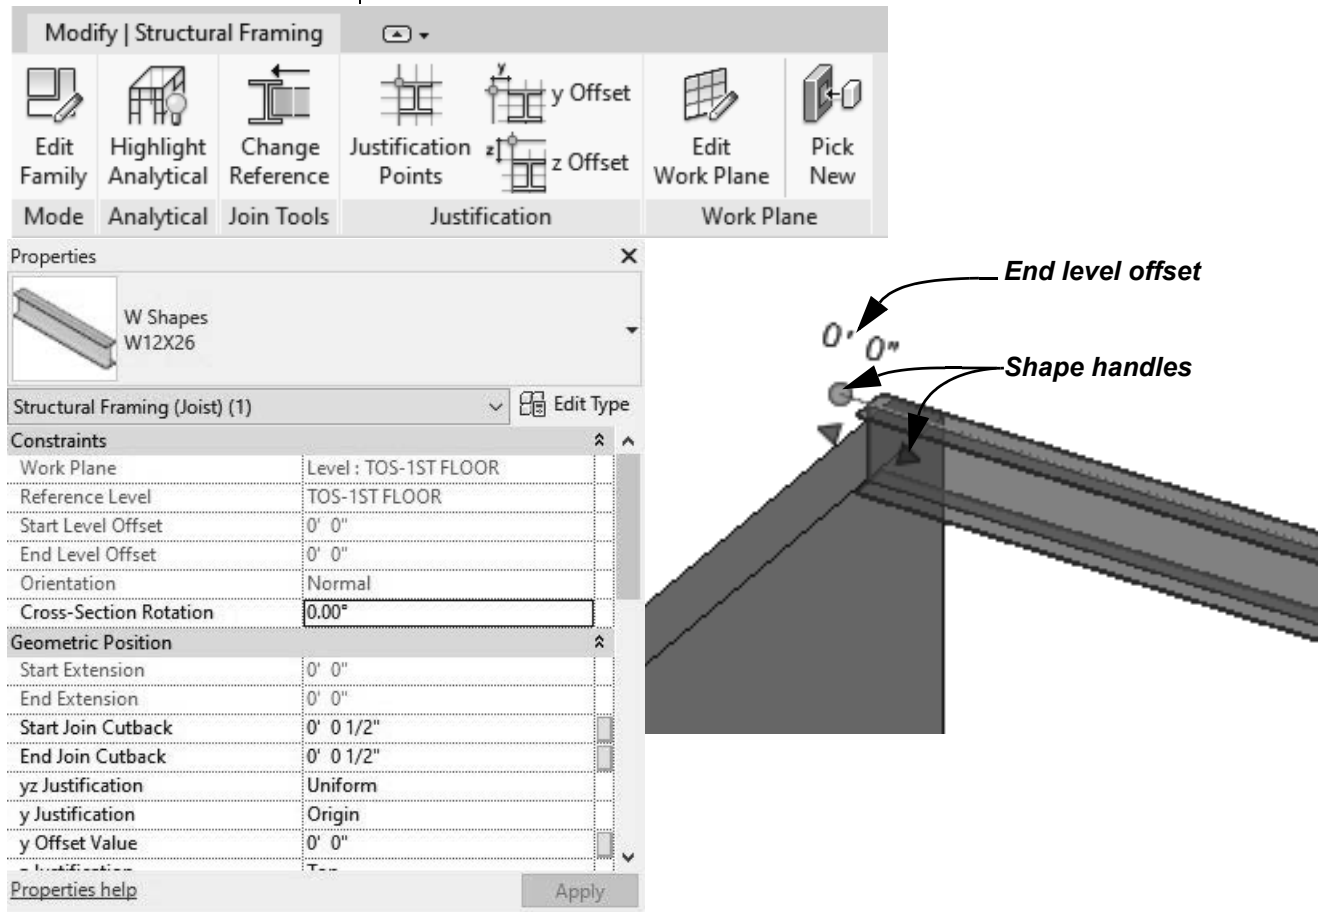 Modify | Structural Framing
Edit Family
Highlight Analytical
Change Reference
Justification Points
y
y Offset
z
z Offset
Edit Work Plane
Pick New
Mode
Analytical
Join Tools
Justification
Work Plane
Properties
W Shapes
W12X26
Structural Framing (Joist) (1)
Edit Type
Constraints
Work Plane Level : TOS-1ST FLOOR
Reference Level TOS-1ST FLOOR
Start Level Offset 0' 0"
End Level Offset 0' 0"
Orientation Normal
Cross-Section Rotation 0.00°
Geometric Position
Start Extension 0' 0"
End Extension 0' 0"
Start Join Cutback 0' 0 1/2"
End Join Cutback 0' 0 1/2"
yz Justification Uniform
y Justification Origin
y Offset Value 0' 0"
Properties help
Apply
End level offset
0' 0"
Shape handles